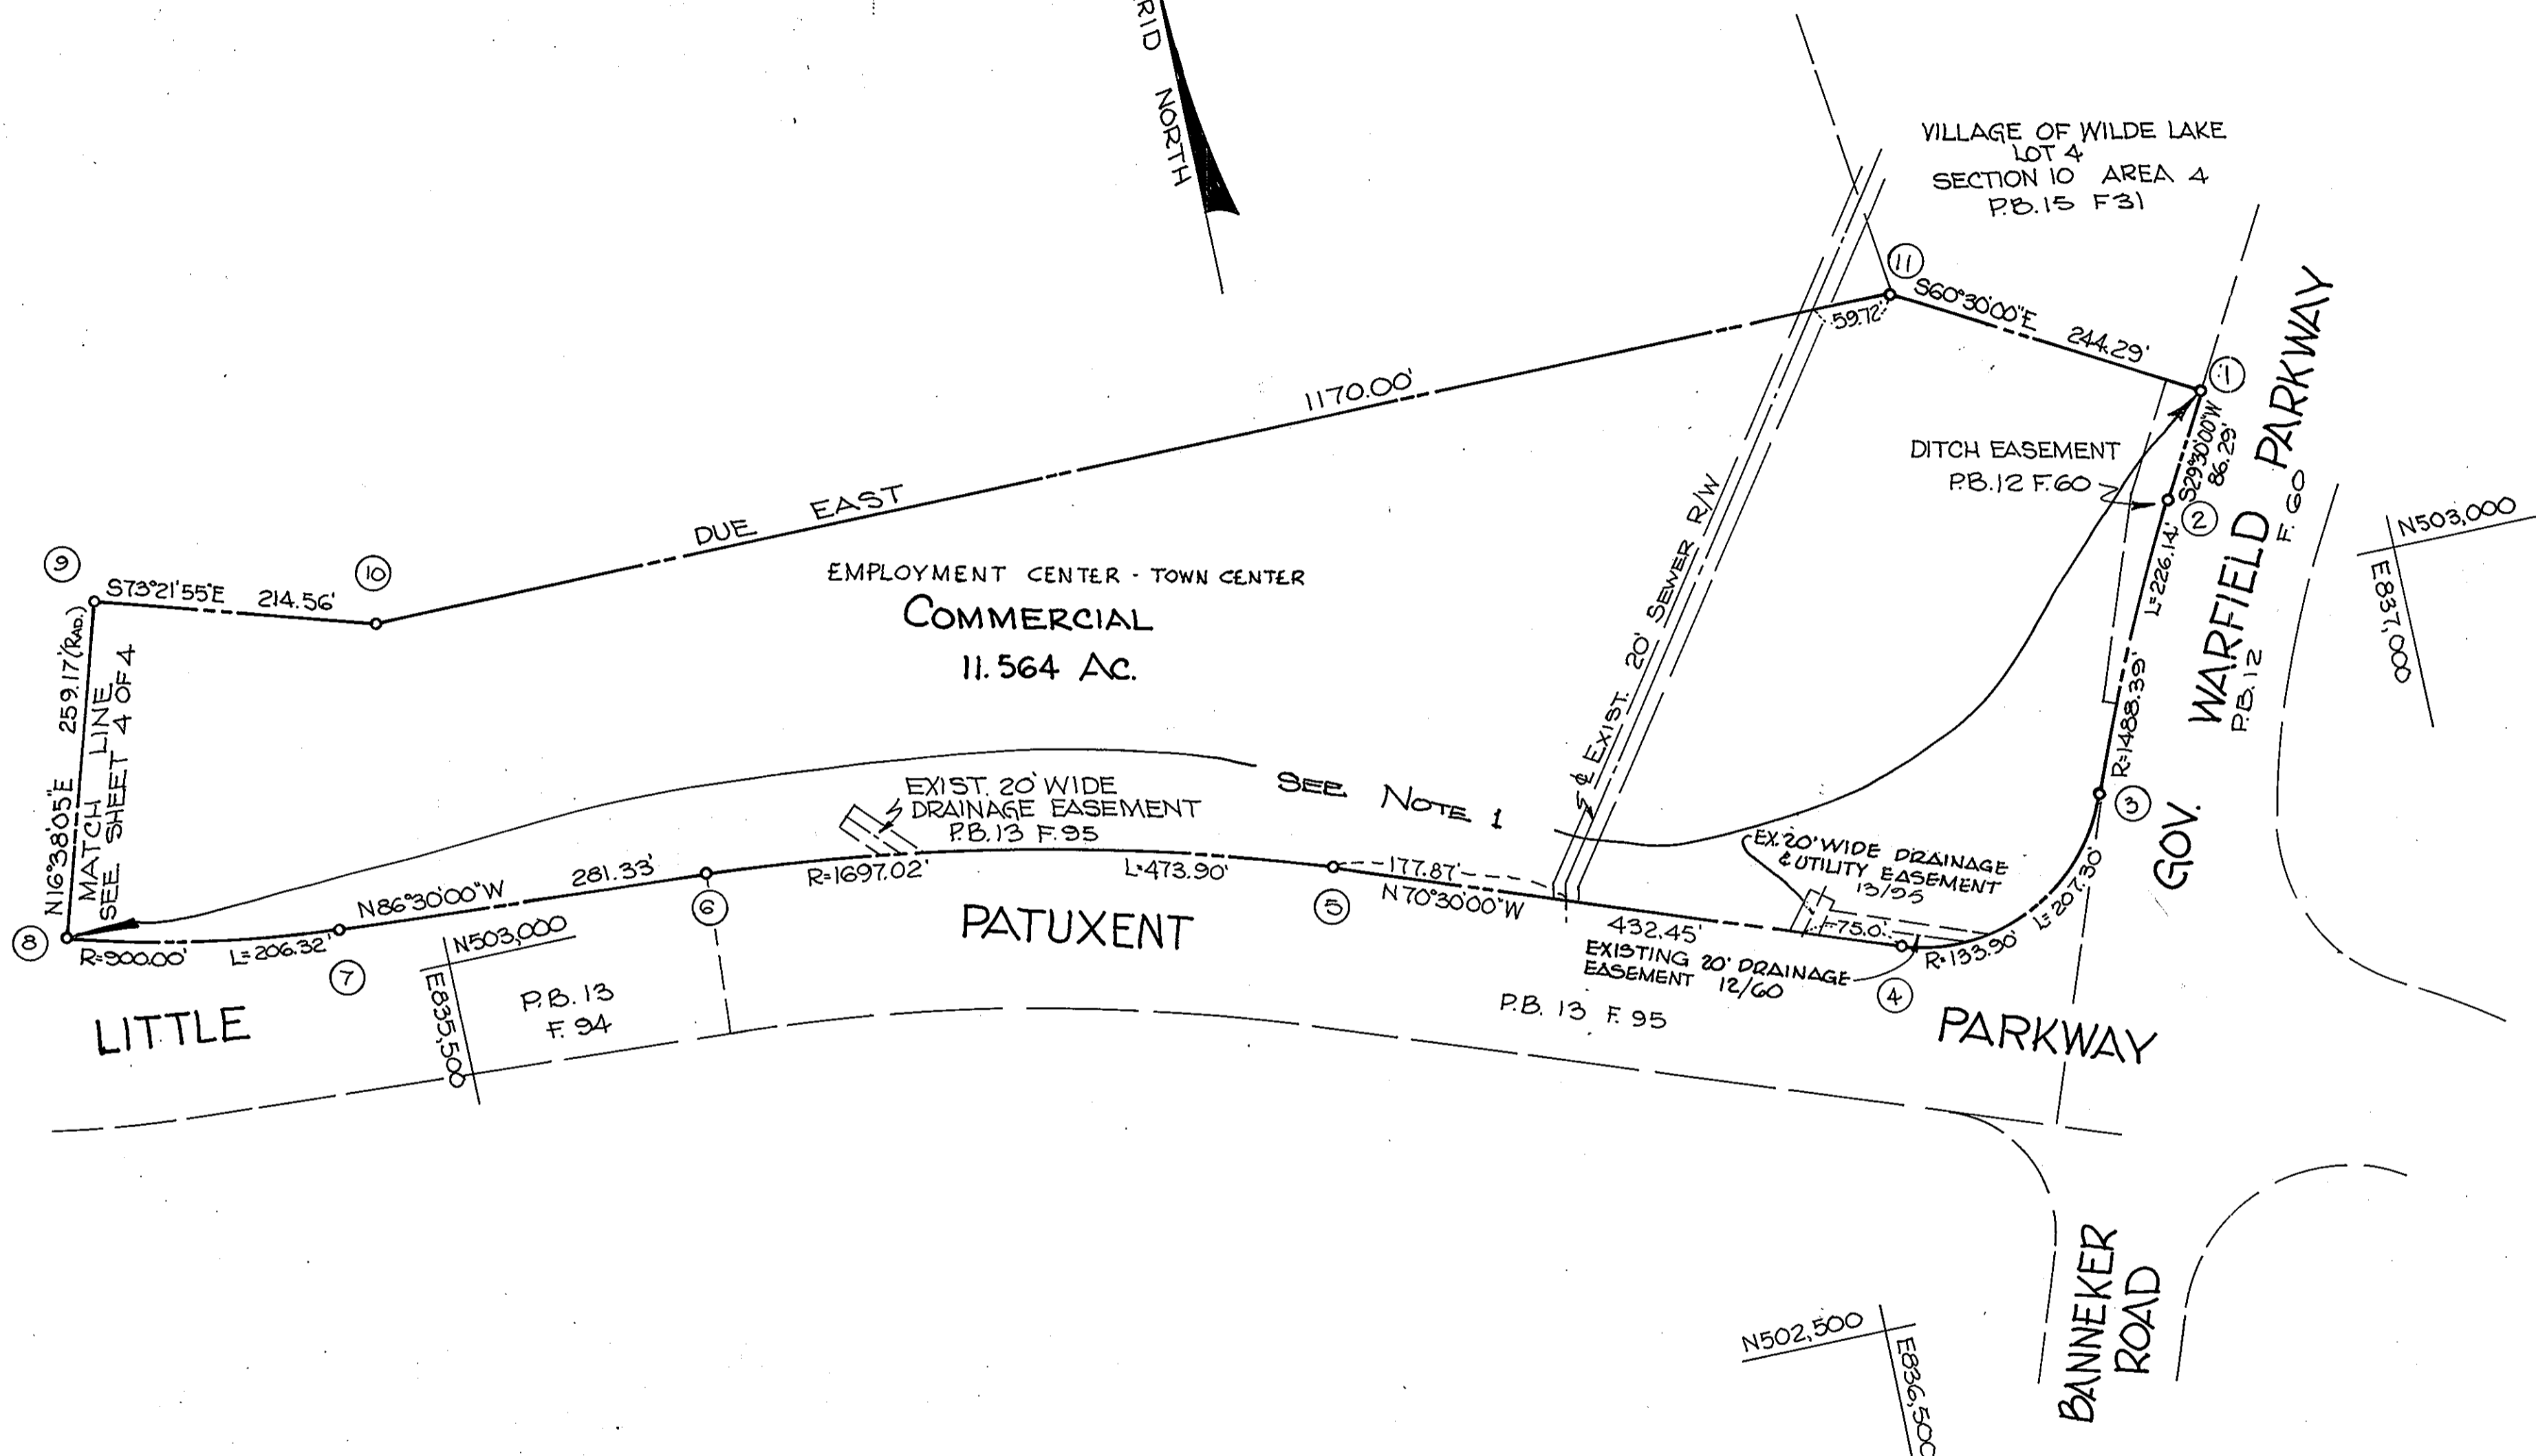 RID NORTH
VILLAGE OF WILDE LAKE
LOT 4
SECTION 10 AREA 4
P.B.15 F31
11
S60°30'00"E 244.29'
59.72'
1
S29°30'00"W
86.29'
2
DITCH EASEMENT
P.B.12 F.60
1170.00'
DUE EAST
L=226.14'
R=1488.39'
3
GOV. WARFIELD PARKWAY
P.B.12 F.60
N503,000
E837,000
9
S73°21'55"E 214.56'
10
EMPLOYMENT CENTER - TOWN CENTER
COMMERCIAL
11.564 AC.
₵ EXIST. 20' SEWER R/W
N16°38'05"E 259.17'(RAD.)
MATCH LINE
SEE SHEET 4 OF 4
SEE NOTE 1
EXIST. 20' WIDE
DRAINAGE EASEMENT
P.B.13 F.95
EX. 20' WIDE DRAINAGE
& UTILITY EASEMENT
13/95
8
R=900.00' L=206.32'
7
N86°30'00"W 281.33'
6
R=1697.02' L=473.90'
5
177.87'
N70°30'00"W
432.45'
75.0'
4
R=133.90' L=207.30'
EXISTING 20' DRAINAGE
EASEMENT 12/60
P.B. 13 F. 95
LITTLE PATUXENT PARKWAY
N503,000
E835,500
P.B. 13
F. 94
BANNEKER
ROAD
N502,500
E836,500